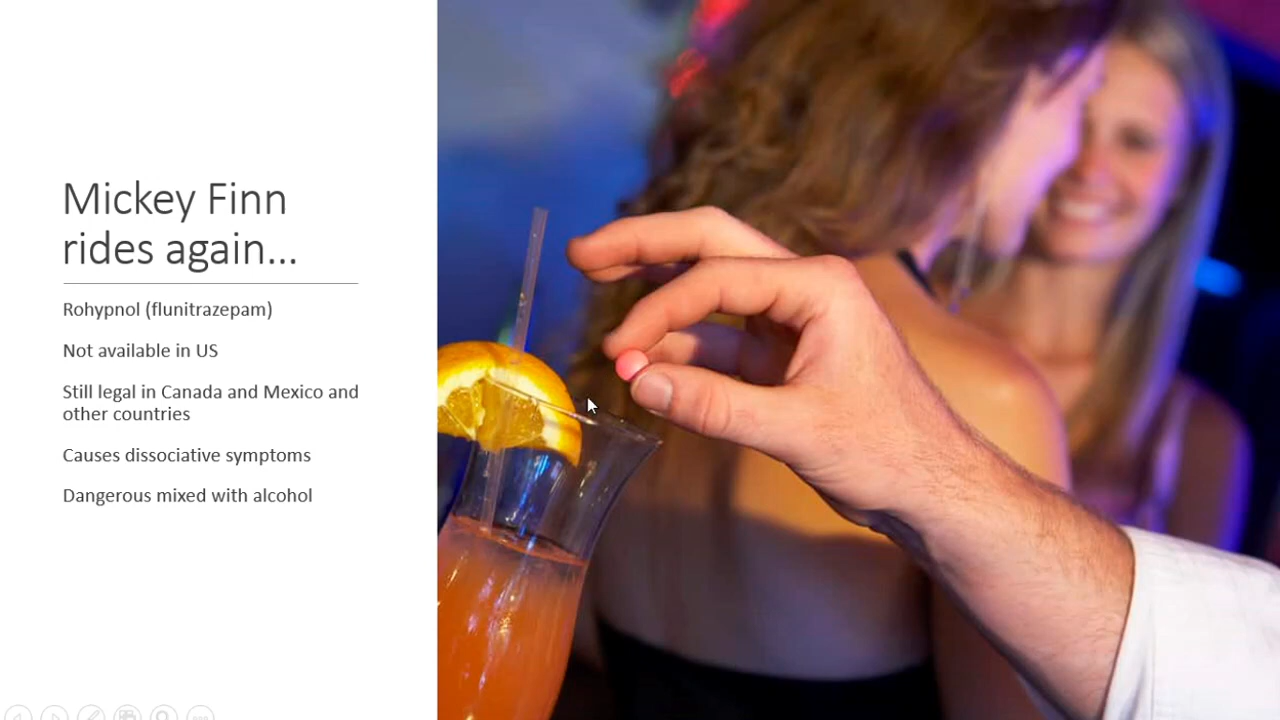 Mickey Finn
rides again...
Rohypnol (flunitrazepam)
Not available in US
Still legal in Canada and Mexico and
other countries
Causes dissociative symptoms
Dangerous mixed with alcohol